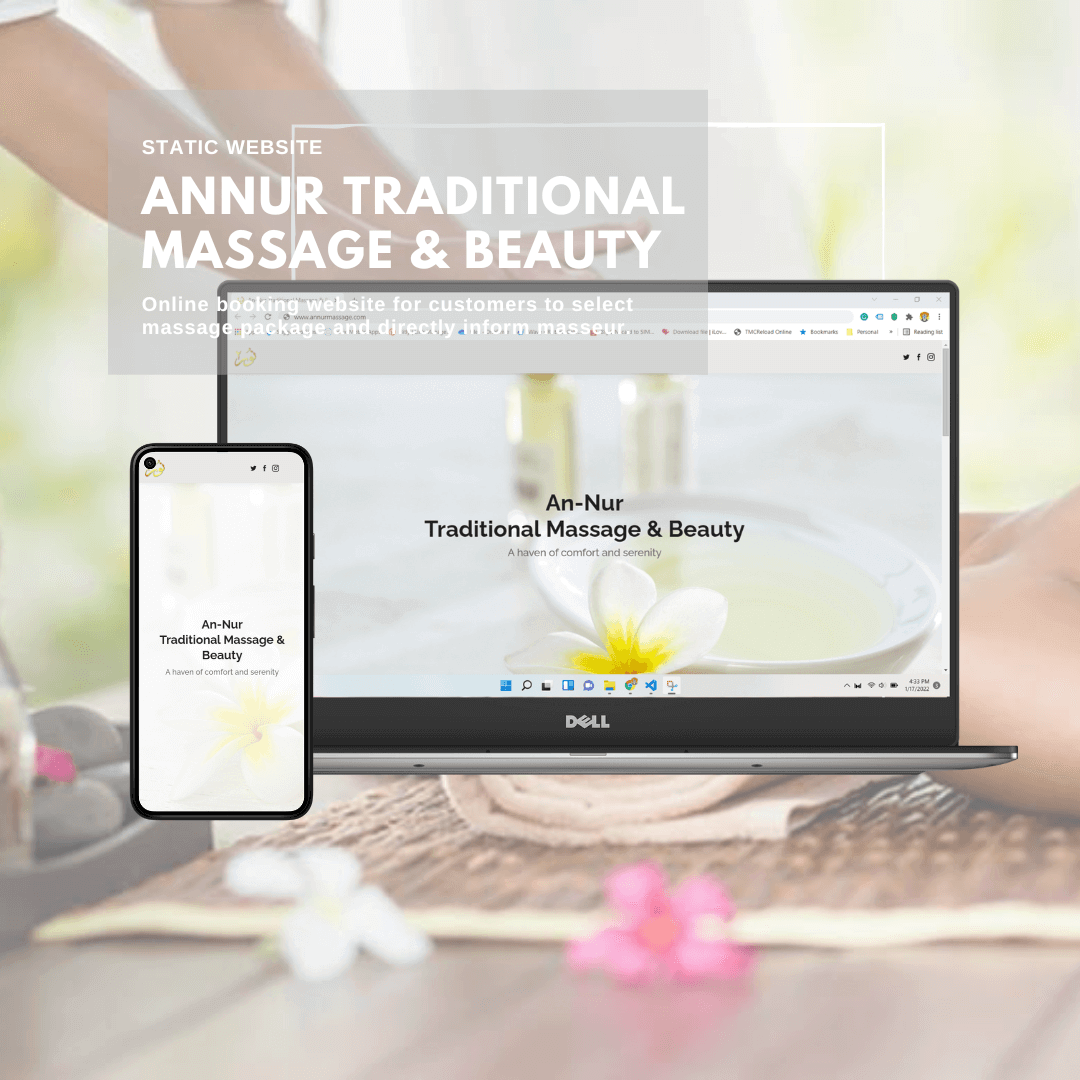 STATIC WEBSITE
ANNUR TRADITIONAL
MASSAGE & BEAUTY
Online booking website for customers to select
massage package and directly inform masseur.
www.annurmassage.com
Download file | iLov... TMCReload Online Bookmarks Personal » Reading list
An-Nur
Traditional Massage & Beauty
A haven of comfort and serenity
4:33 PM
1/17/2022
DELL
An-Nur
Traditional Massage &
Beauty
A haven of comfort and serenity